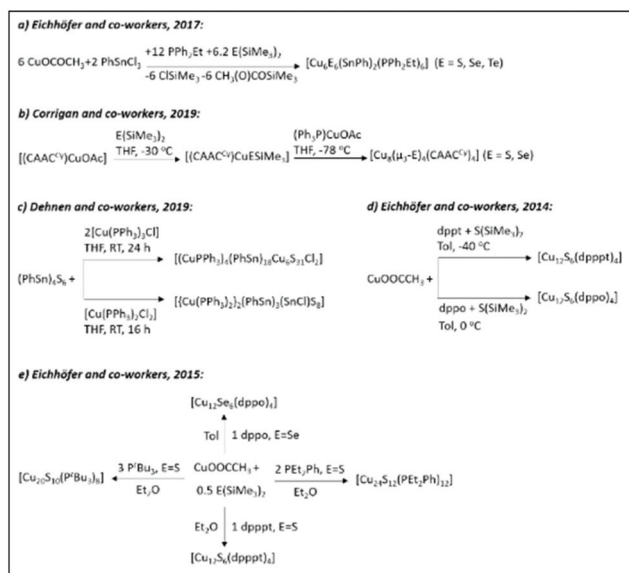 a) Eichhöfer and co-workers, 2017:
+12 PPh₂Et +6.2 E(SiMe₃)₂
6 CuOCOCH₃+2 PhSnCl₃ [Cu₆E₆(SnPh)₂(PPh₂Et)₆] (E = S, Se, Te)
-6 ClSiMe₃-6 CH₃(O)COSiMe₃
b) Corrigan and co-workers, 2019:
E(SiMe₃)₂ (Ph₃P)CuOAc
[(CAACᶜʸ)CuOAc] THF, -30 °C [(CAACᶜʸ)CuESiMe₃] THF, -78 °C [Cu₈(μ₃-E)₄(CAACᶜʸ)₄] (E = S, Se)
c) Dehnen and co-workers, 2019:
2[Cu(PPh₃)₃Cl]
THF, RT, 24 h
[(CuPPh₃)₄(PhSn)₁₈Cu₆S₃₁Cl₂]
(PhSn)₄S₆ +
[{Cu(PPh₃)₂}₂(PhSn)₂(SnCl)S₈]
[Cu(PPh₃)₂Cl₂]
THF, RT, 16 h
d) Eichhöfer and co-workers, 2014:
dppt + S(SiMe₃)₂
Tol, -40 °C
[Cu₁₂S₆(dpppt)₄]
CuOOCCH₃ +
[Cu₁₂S₆(dppo)₄]
dppo + S(SiMe₃)₂
Tol, 0 °C
e) Eichhöfer and co-workers, 2015:
[Cu₁₂Se₆(dppo)₄]
Tol 1 dppo, E=Se
3 PᵗBu₃, E=S CuOOCCH₃ + 2 PEt₂Ph, E=S
[Cu₂₀S₁₀(PᵗBu₃)₈] [Cu₂₄S₁₂(PEt₂Ph)₁₂]
Et₂O 0.5 E(SiMe₃)₂ Et₂O
Et₂O 1 dpppt, E=S
[Cu₁₂S₆(dpppt)₄]